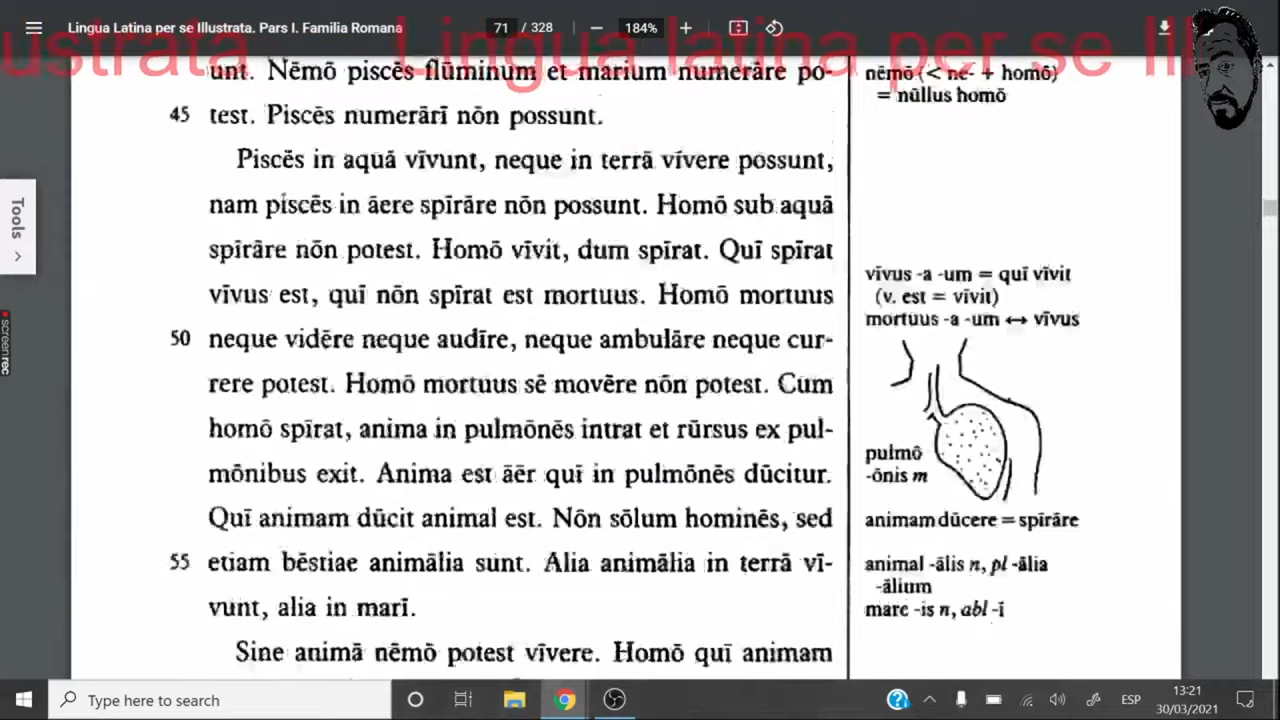 Lingua Latina per se Illustrata. Pars I. Familia Romana
71 / 328
184%
ustrata
Lingua latina per se Ill
unt. Nēmō piscēs flūminum et marium numerāre po-
45 test. Piscēs numerārī nōn possunt.
Piscēs in aquā vīvunt, neque in terrā vīvere possunt,
nam piscēs in āere spīrāre nōn possunt. Homō sub aquā
spīrāre nōn potest. Homō vīvit, dum spīrat. Quī spīrat
vīvus est, quī nōn spīrat est mortuus. Homō mortuus
50 neque vidēre neque audīre, neque ambulāre neque cur-
rere potest. Homō mortuus sē movēre nōn potest. Cum
homō spīrat, anima in pulmōnēs intrat et rūrsus ex pul-
mōnibus exit. Anima est āēr quī in pulmōnēs dūcitur.
Quī animam dūcit animal est. Nōn sōlum hominēs, sed
55 etiam bēstiae animālia sunt. Alia animālia in terrā vī-
vunt, alia in marī.
Sine animā nēmō potest vīvere. Homō quī animam
nēmō (< ne- + homō)
= nūllus homō
vīvus -a -um = quī vīvit
(v. est = vīvit)
mortuus -a -um ↔ vīvus
pulmō
-ōnis m
animam dūcere = spīrāre
animal -ālis n, pl -ālia
-ālium
mare -is n, abl -ī
Tools
screenrec
Type here to search
ESP
13:21
30/03/2021